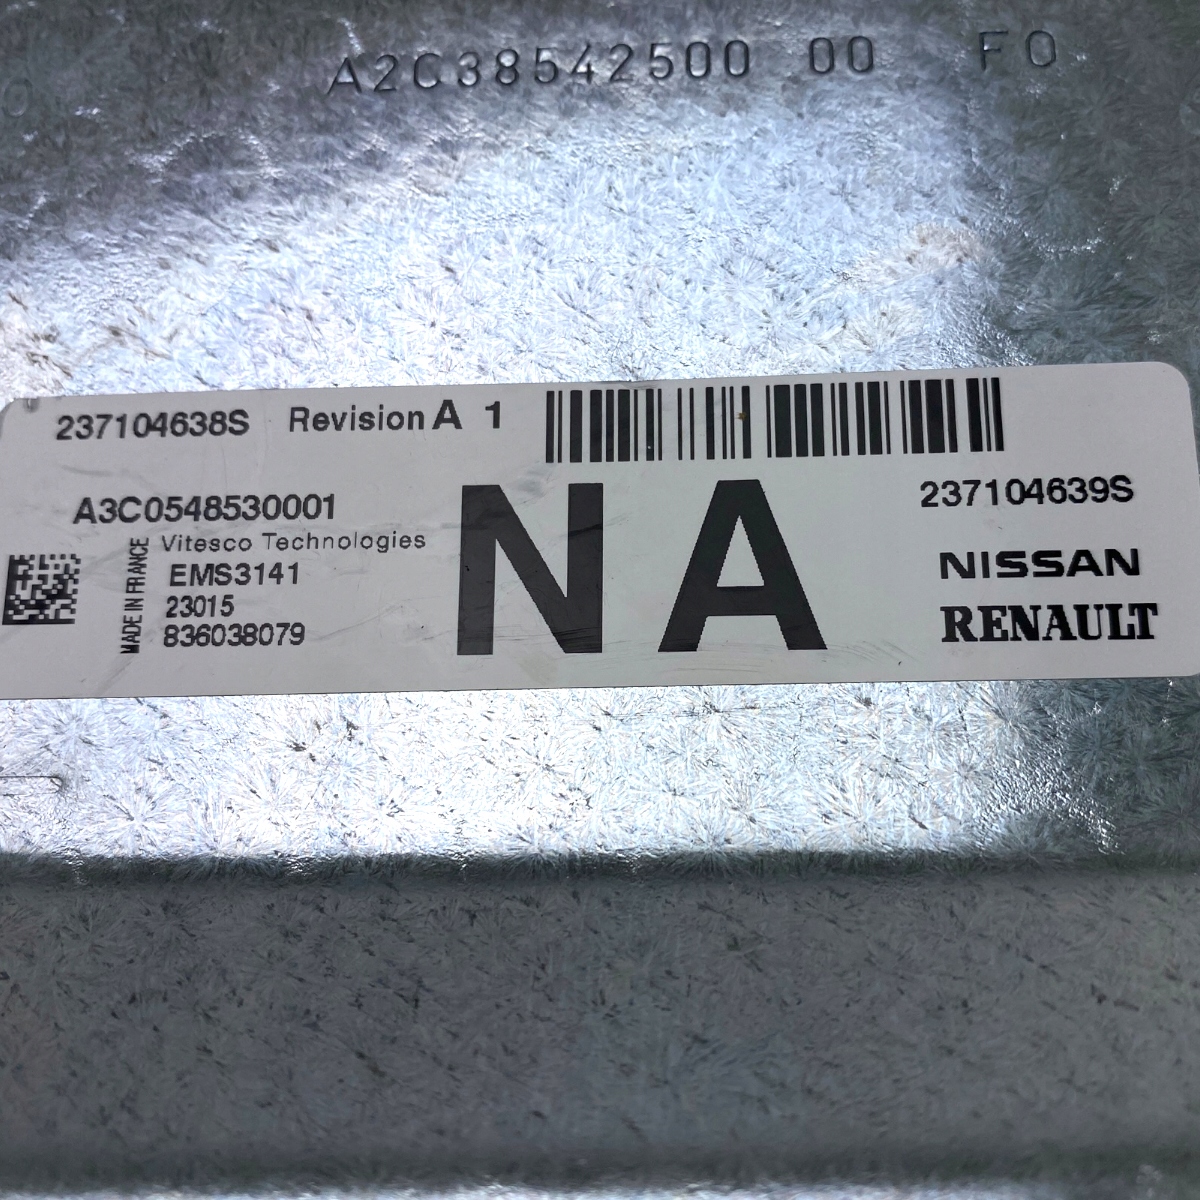 A2C38542500 00 F0
237104638S Revision A 1
A3C0548530001
237104639S
Vitesco Technologies
MADE IN FRANCE
EMS3141
23015
836038079
NA
NISSAN
RENAULT